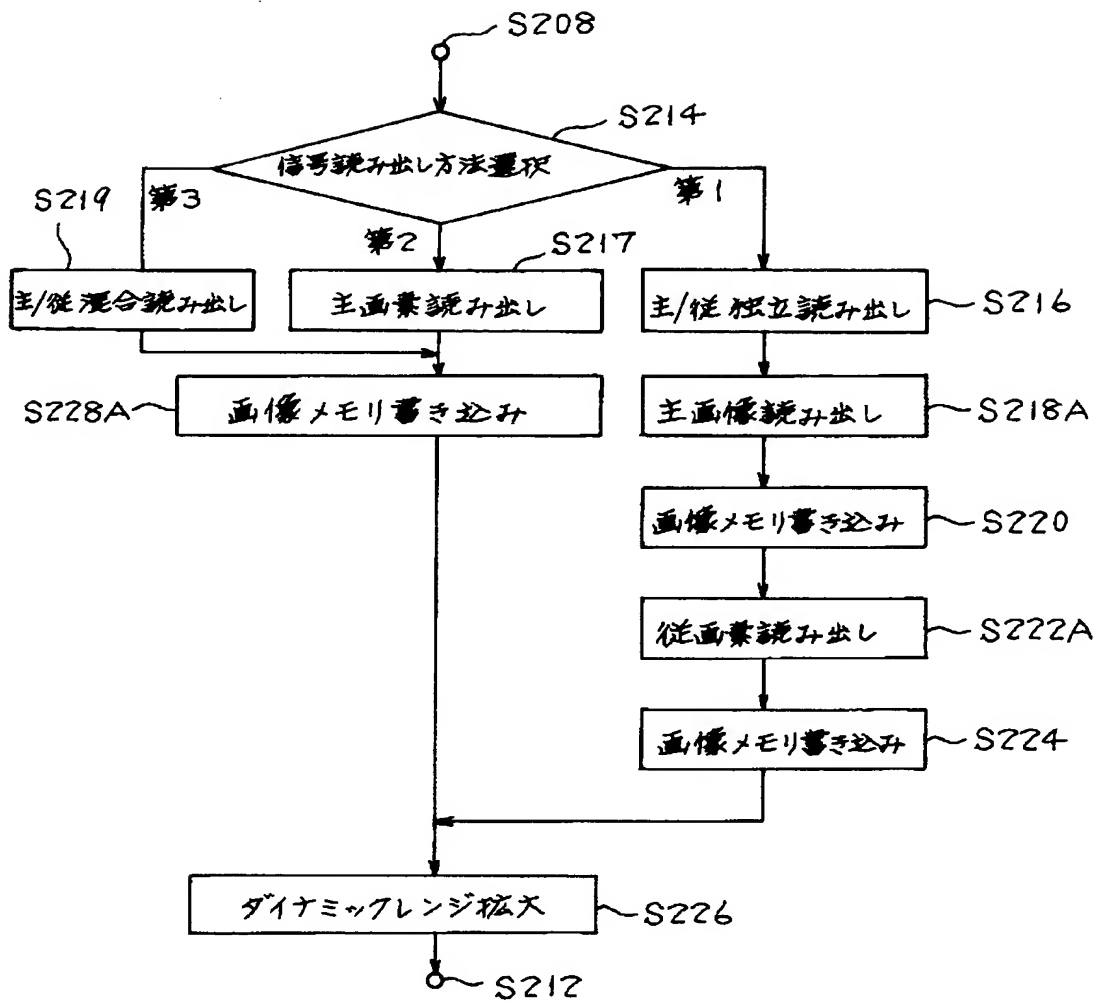 S208
S214
信号読み出し方法選択
S219
第3
第1
第2
S217
主/従混合読み出し
主画素読み出し
主/従独立読み出し
S216
S228A
画像メモリ書き込み
主画像読み出し
S218A
画像メモリ書き込み
S220
従画素読み出し
S222A
画像メモリ書き込み
S224
ダイナミックレンジ拡大
S226
S212